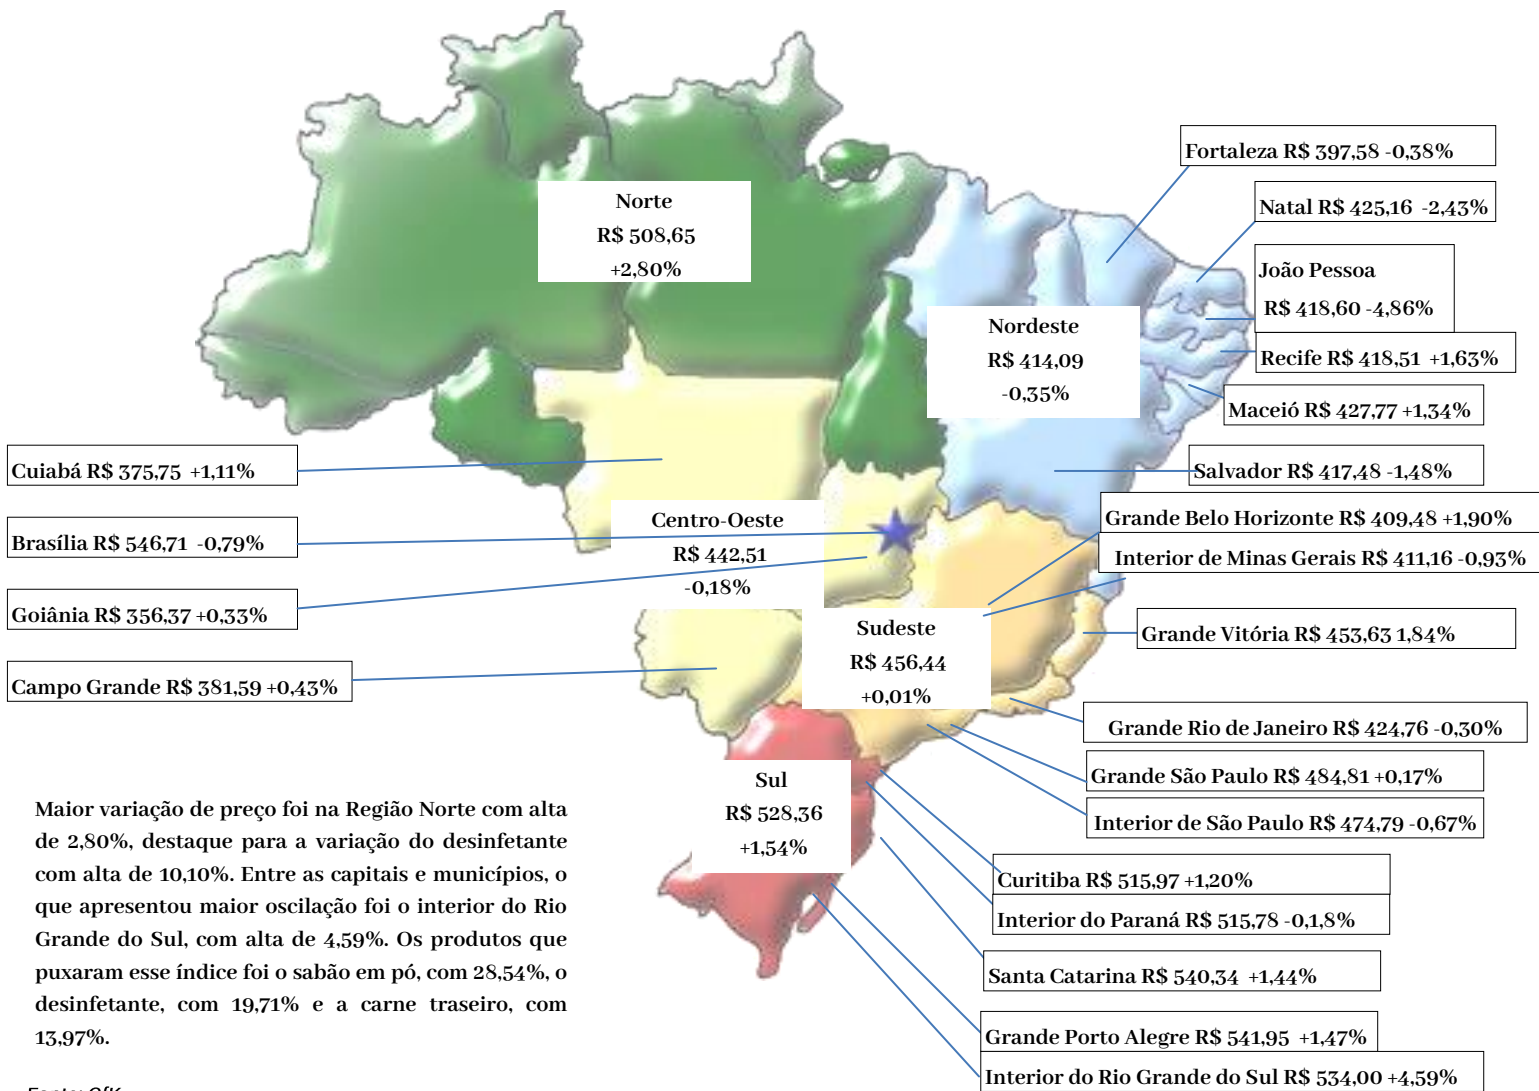 Norte
R$ 508,65
+2,80%
Fortaleza R$ 397,58 -0,38%
Natal R$ 425,16 -2,43%
João Pessoa
R$ 418,60 -4,86%
Nordeste
R$ 414,09
-0,35%
Recife R$ 418,51 +1,63%
Maceió R$ 427,77 +1,34%
Cuiabá R$ 375,75 +1,11%
Salvador R$ 417,48 -1,48%
Centro-Oeste
R$ 442,51
-0,18%
Grande Belo Horizonte R$ 409,48 +1,90%
Brasília R$ 546,71 -0,79%
Interior de Minas Gerais R$ 411,16 -0,93%
Goiânia R$ 356,37 +0,33%
Sudeste
R$ 456,44
+0,01%
Grande Vitória R$ 453,63 1,84%
Campo Grande R$ 381,59 +0,43%
Grande Rio de Janeiro R$ 424,76 -0,30%
Grande São Paulo R$ 484,81 +0,17%
Interior de São Paulo R$ 474,79 -0,67%
Sul
R$ 528,36
+1,54%
Curitiba R$ 515,97 +1,20%
Interior do Paraná R$ 515,78 -0,1,8%
Santa Catarina R$ 540,34 +1,44%
Grande Porto Alegre R$ 541,95 +1,47%
Interior do Rio Grande do Sul R$ 534,00 +4,59%
Maior variação de preço foi na Região Norte com alta
de 2,80%, destaque para a variação do desinfetante
com alta de 10,10%. Entre as capitais e municípios, o
que apresentou maior oscilação foi o interior do Rio
Grande do Sul, com alta de 4,59%. Os produtos que
puxaram esse índice foi o sabão em pó, com 28,54%, o
desinfetante, com 19,71% e a carne traseiro, com
13,97%.
Fonte: GfK